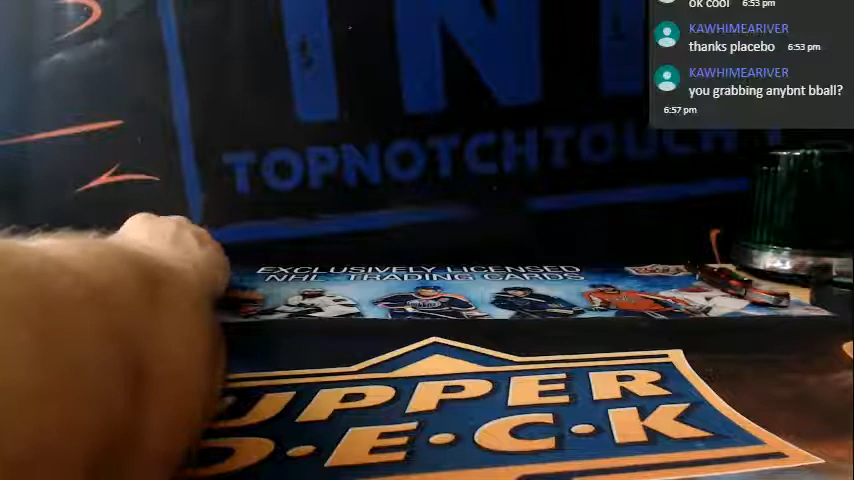 ok cool 6:53 pm
KAWHIMEARIVER
thanks placebo 6:53 pm
KAWHIMEARIVER
you grabbing anybnt bball?
6:57 pm
TNT
TOPNOTCHTOUCH
EXCLUSIVELY LICENSED
NHL TRADING CARDS
UPPER
D·E·C·K